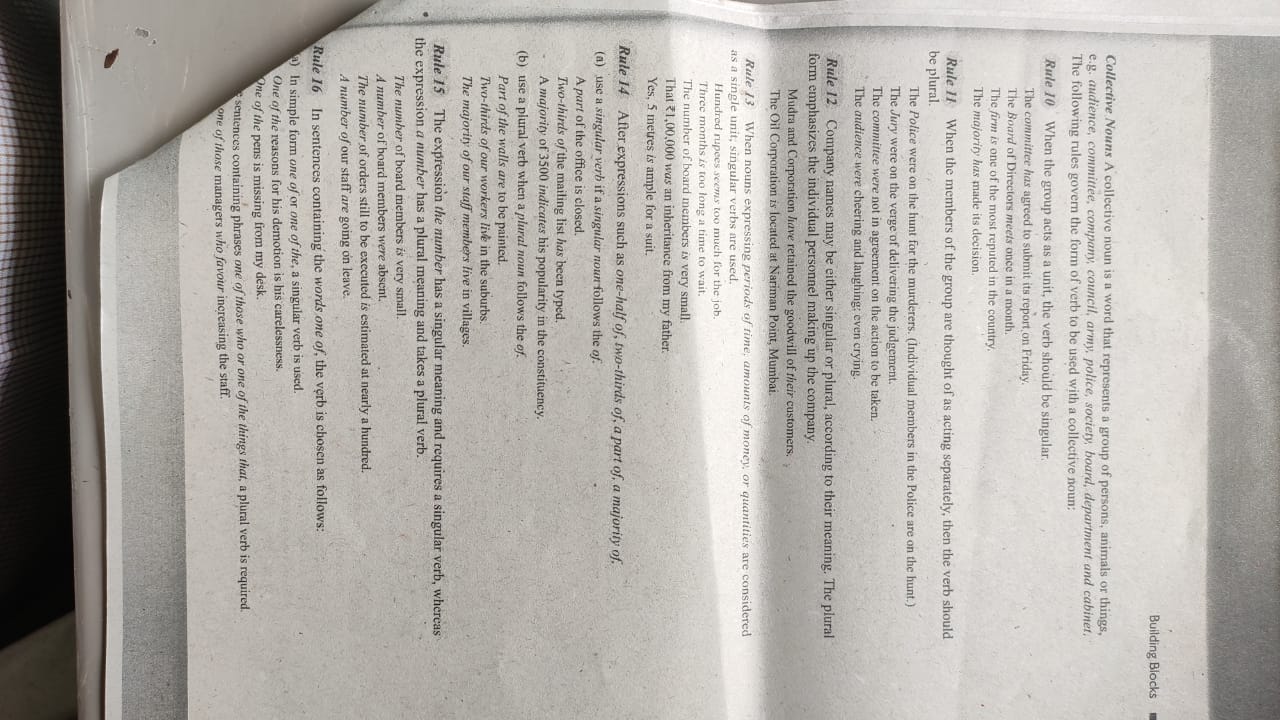 Building Blocks
Collective Nouns A collective noun is a word that represents a group of persons, animals or things,
e.g. audience, committee, company, council, army, police, society, board, department and cabinet.
The following rules govern the form of verb to be used with a collective noun:
Rule 10 When the group acts as a unit, the verb should be singular.
The committee has agreed to submit its report on Friday.
The Board of Directors meets once in a month.
The firm is one of the most reputed in the country.
The majority has made its decision.
Rule 11 When the members of the group are thought of as acting separately, then the verb should
be plural.
The Police were on the hunt for the murderers. (Individual members in the Police are on the hunt.)
The Jury were on the verge of delivering the judgement.
The committee were not in agreement on the action to be taken.
The audience were cheering and laughing; even crying.
Rule 12 Company names may be either singular or plural, according to their meaning. The plural
form emphasizes the individual personnel making up the company.
Mudra and Corporation have retained the goodwill of their customers.
The Oil Corporation is located at Nariman Point, Mumbai.
Rule 13 When nouns expressing periods of time, amounts of money, or quantities are considered
as a single unit, singular verbs are used.
Hundred rupees seems too much for the job.
Three months is too long a time to wait.
The number of board members is very small.
That ₹1,00,000 was an inheritance from my father.
Yes, 5 metres is ample for a suit.
Rule 14 After expressions such as one-half of, two-thirds of, a part of, a majority of,
(a) use a singular verb if a singular noun follows the of.
A part of the office is closed.
Two-thirds of the mailing list has been typed.
A majority of 3500 indicates his popularity in the constituency.
(b) use a plural verb when a plural noun follows the of.
Part of the walls are to be painted.
Two-thirds of our workers live in the suburbs.
The majority of our staff members live in villages.
Rule 15 The expression the number has a singular meaning and requires a singular verb, whereas
the expression a number has a plural meaning and takes a plural verb.
The number of board members is very small.
A number of board members were absent.
The number of orders still to be executed is estimated at nearly a hundred.
A number of our staff are going on leave.
Rule 16 In sentences containing the words one of, the verb is chosen as follows:
a) In simple form one of or one of the, a singular verb is used.
One of the reasons for his demotion is his carelessness.
One of the pens is missing from my desk.
sentences containing phrases one of those who or one of the things that, a plural verb is required.
one of those managers who favour increasing the staff.